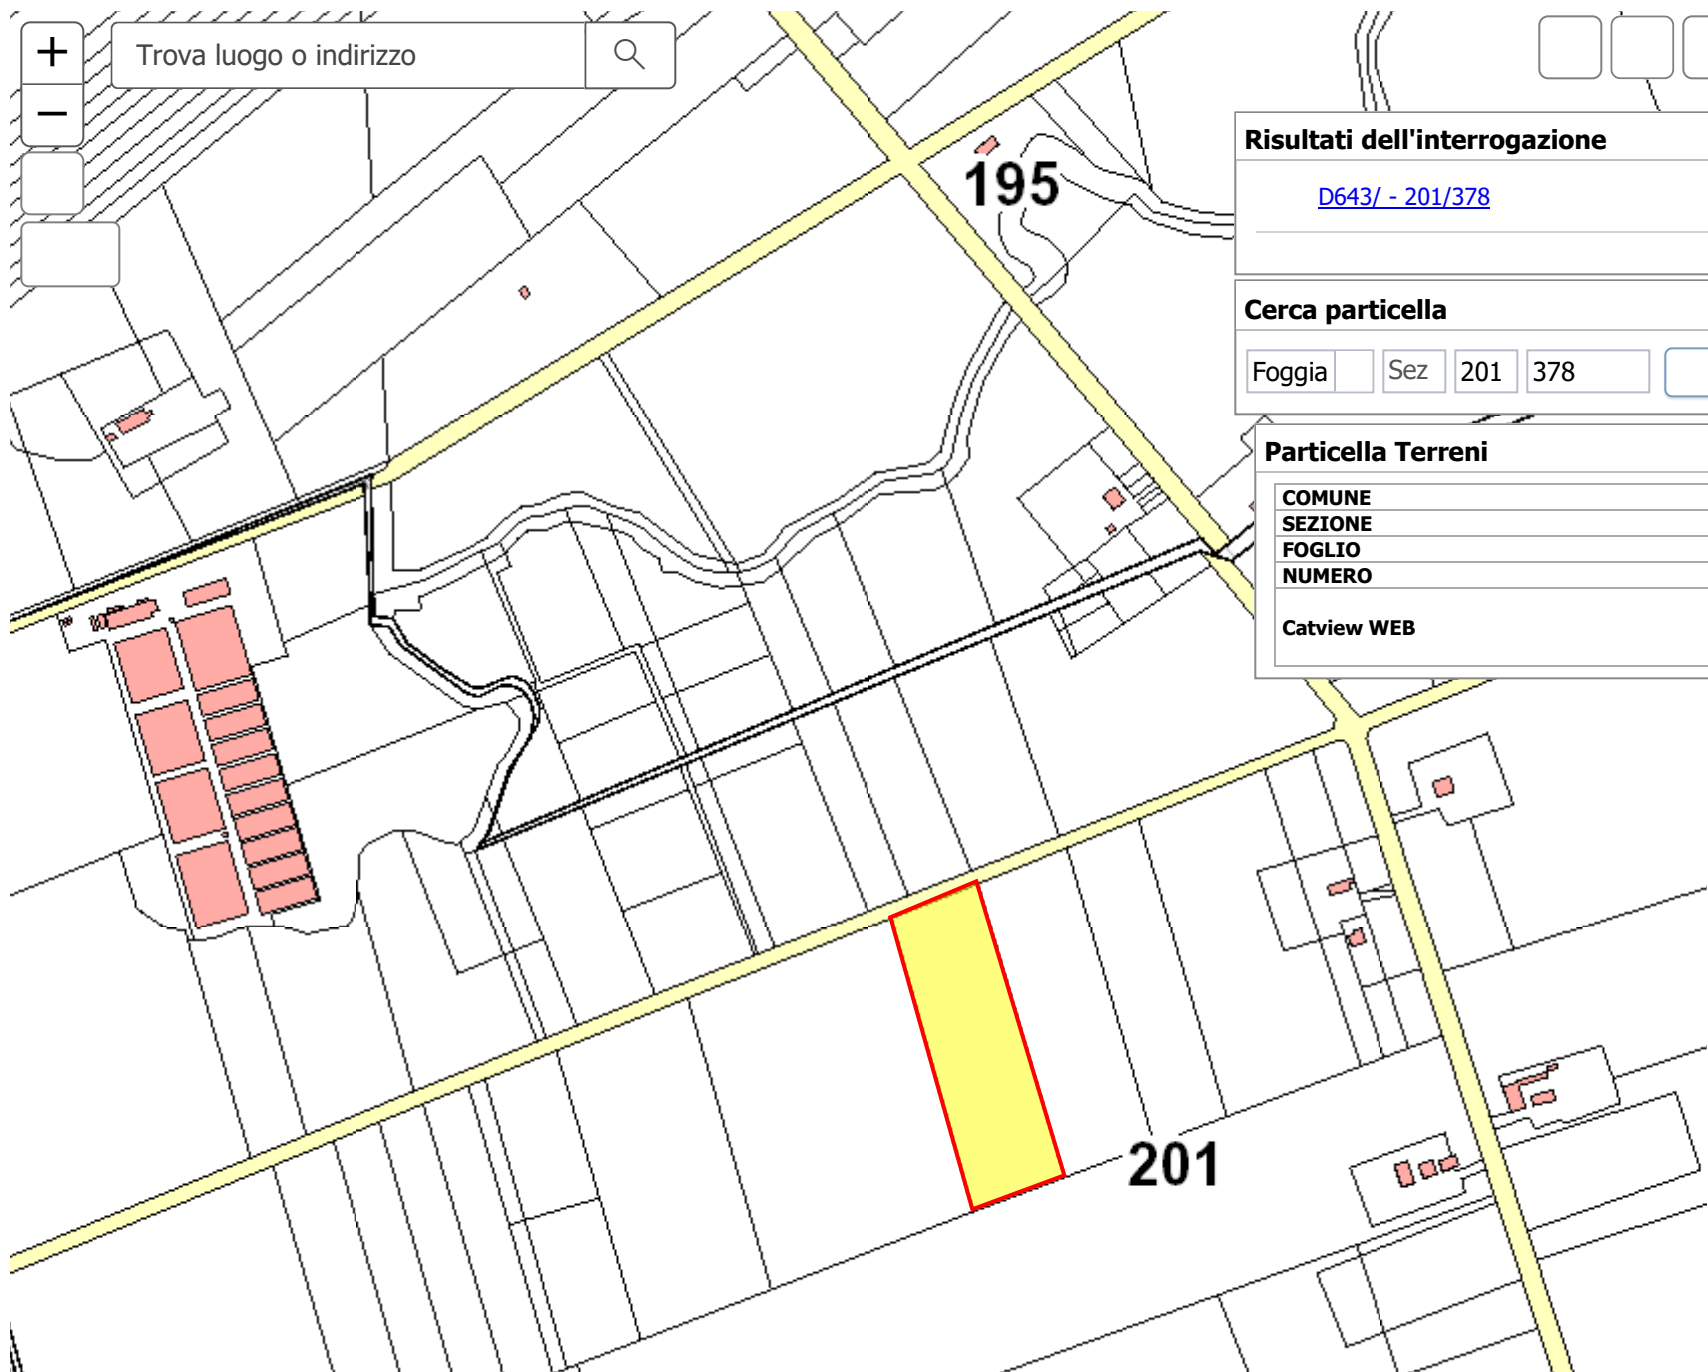 +
Trova luogo o indirizzo
−
195
Risultati dell'interrogazione
D643/ - 201/378
Cerca particella
Foggia Sez 201 378
Particella Terreni
COMUNE
SEZIONE
FOGLIO
NUMERO
Catview WEB
201